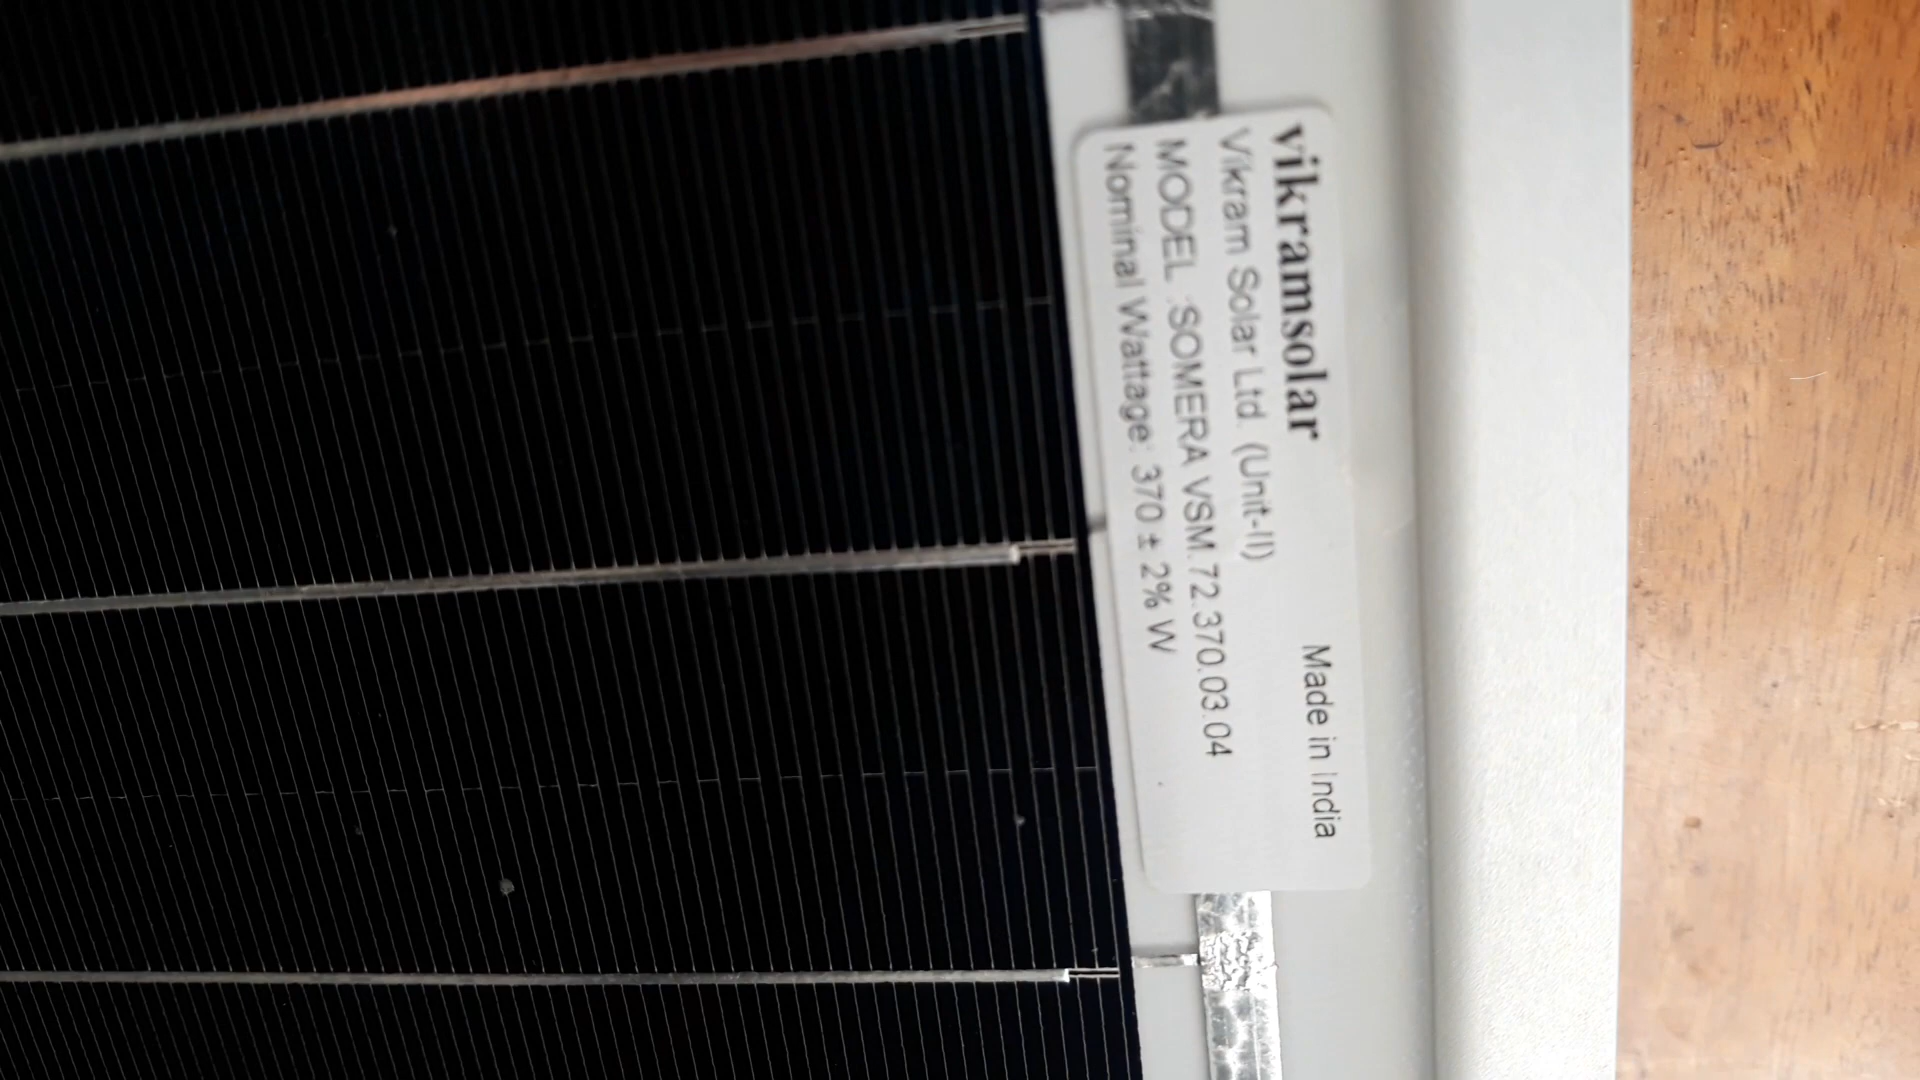 vikramsolar
Made in India
Vikram Solar Ltd. (Unit-II)
MODEL :SOMERA VSM.72.370.03.04
Nominal Wattage: 370 ± 2% W